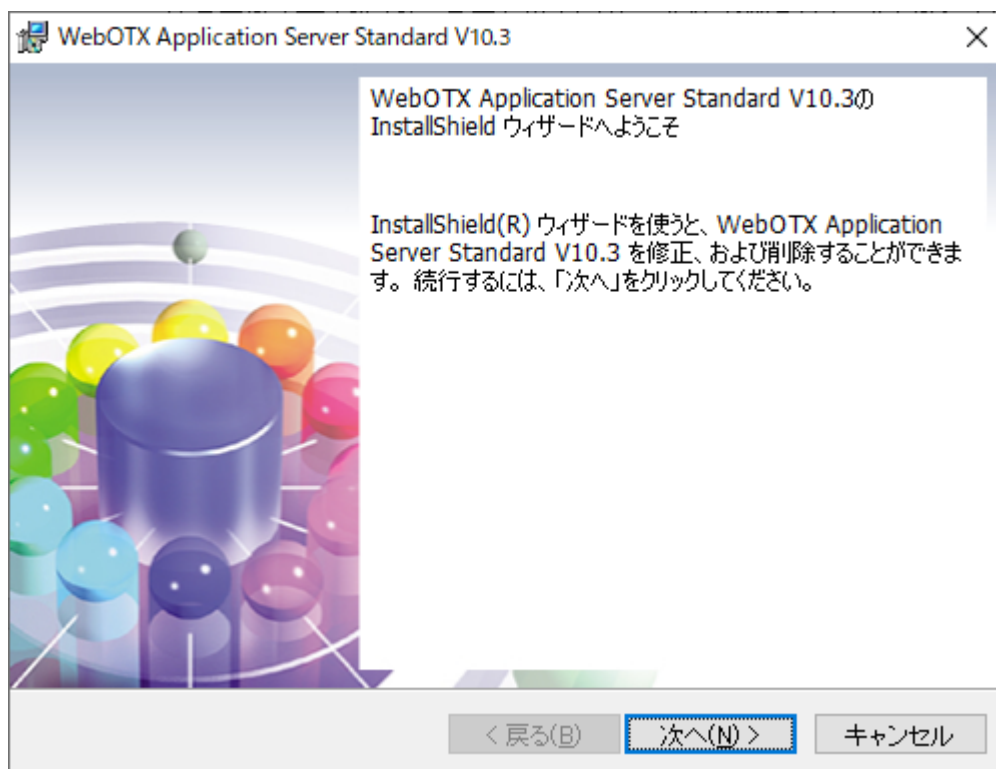 WebOTX Application Server Standard V10.3
WebOTX Application Server Standard V10.3の
InstallShield ウィザードへようこそ
InstallShield(R) ウィザードを使うと、WebOTX Application
Server Standard V10.3 を修正、および削除することができま
す。続行するには、「次へ」をクリックしてください。
< 戻る(B)
次へ(N) >
キャンセル